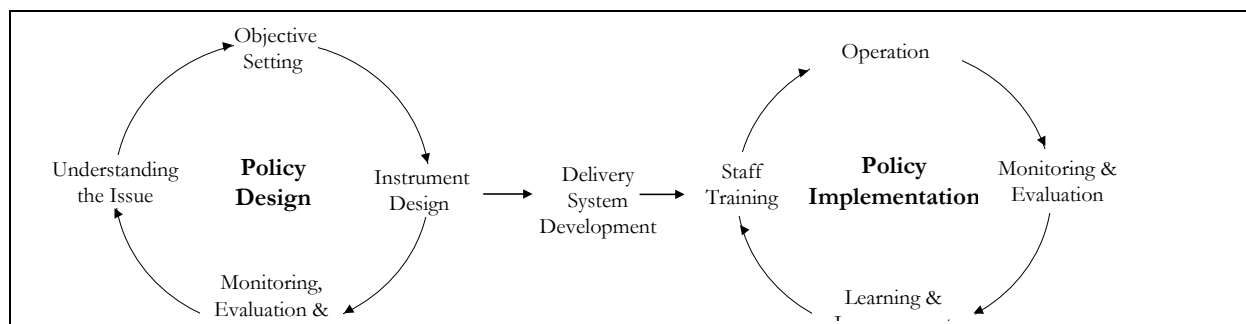 Objective
Setting
Operation
Understanding
the Issue
Policy
Design
Instrument
Design
Delivery
System
Development
Staff
Training
Policy
Implementation
Monitoring &
Evaluation
Monitoring,
Evaluation &
Learning &